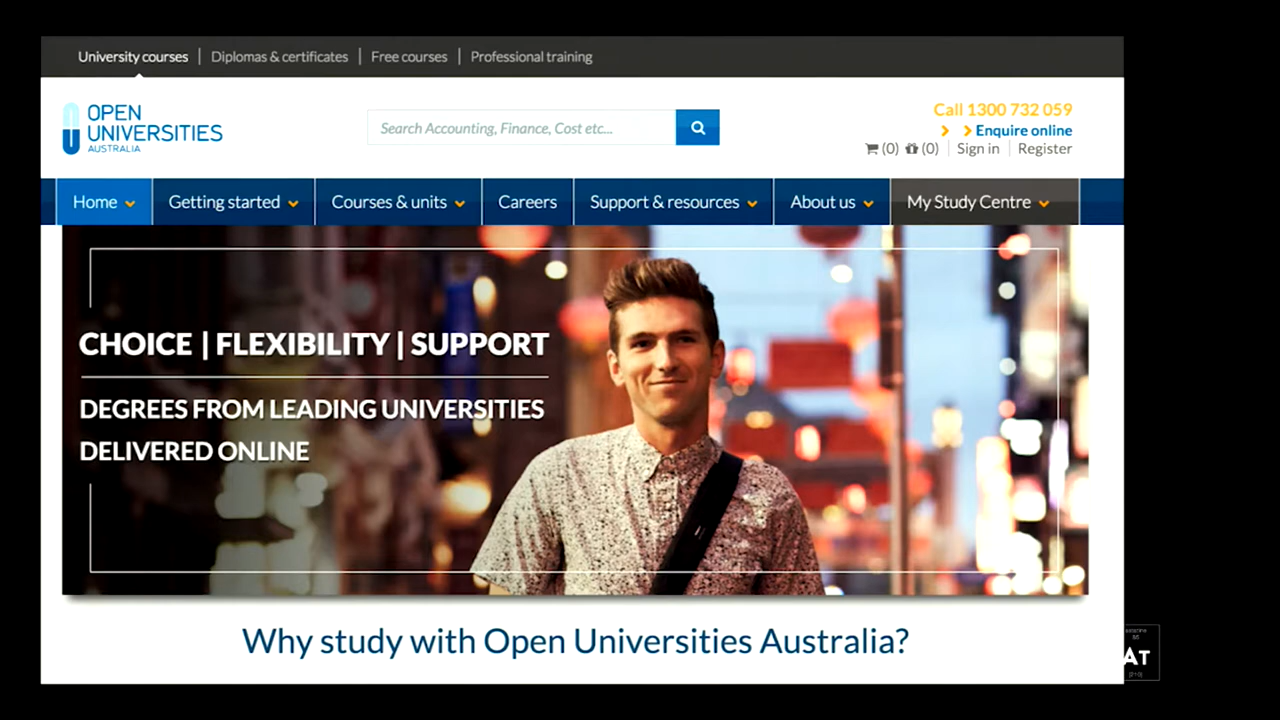 University courses | Diplomas & certificates | Free courses | Professional training
OPEN
UNIVERSITIES
AUSTRALIA
Search Accounting, Finance, Cost etc...
Call 1300 732 059
Enquire online
(0) (0) | Sign in | Register
Home Getting started Courses & units Careers Support & resources About us My Study Centre
CHOICE | FLEXIBILITY | SUPPORT
DEGREES FROM LEADING UNIVERSITIES
DELIVERED ONLINE
Why study with Open Universities Australia?
85
AT
[210]